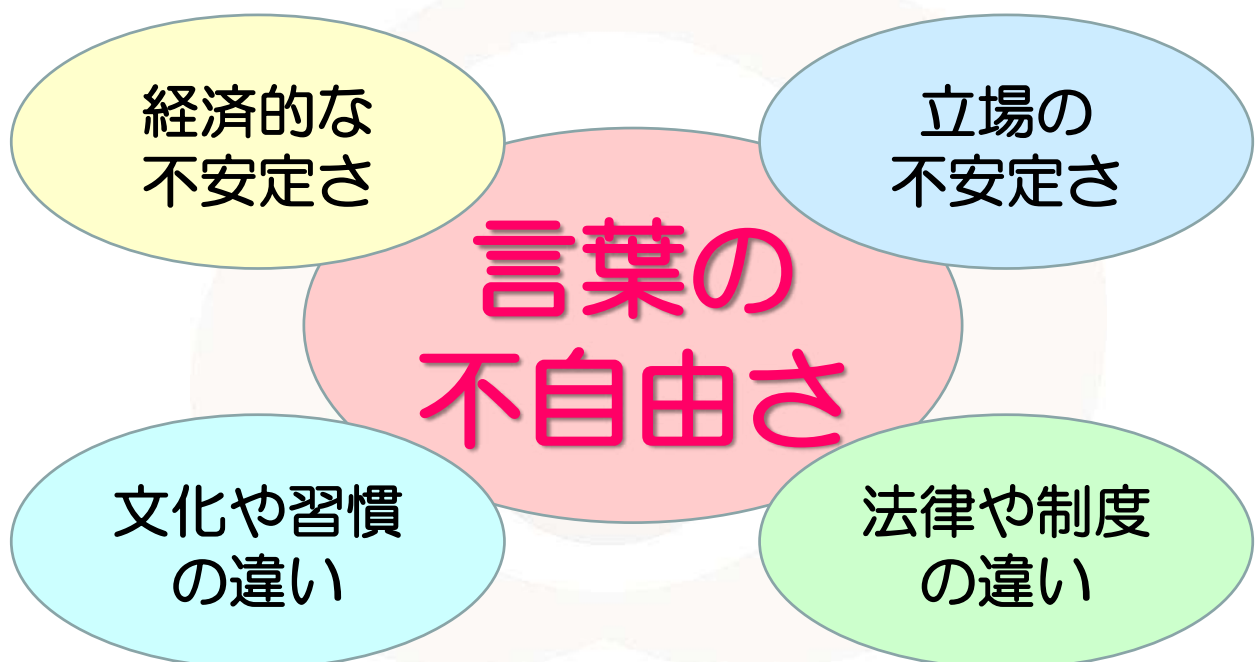 経済的な
不安定さ
立場の
不安定さ
言葉の
不自由さ
文化や習慣
の違い
法律や制度
の違い